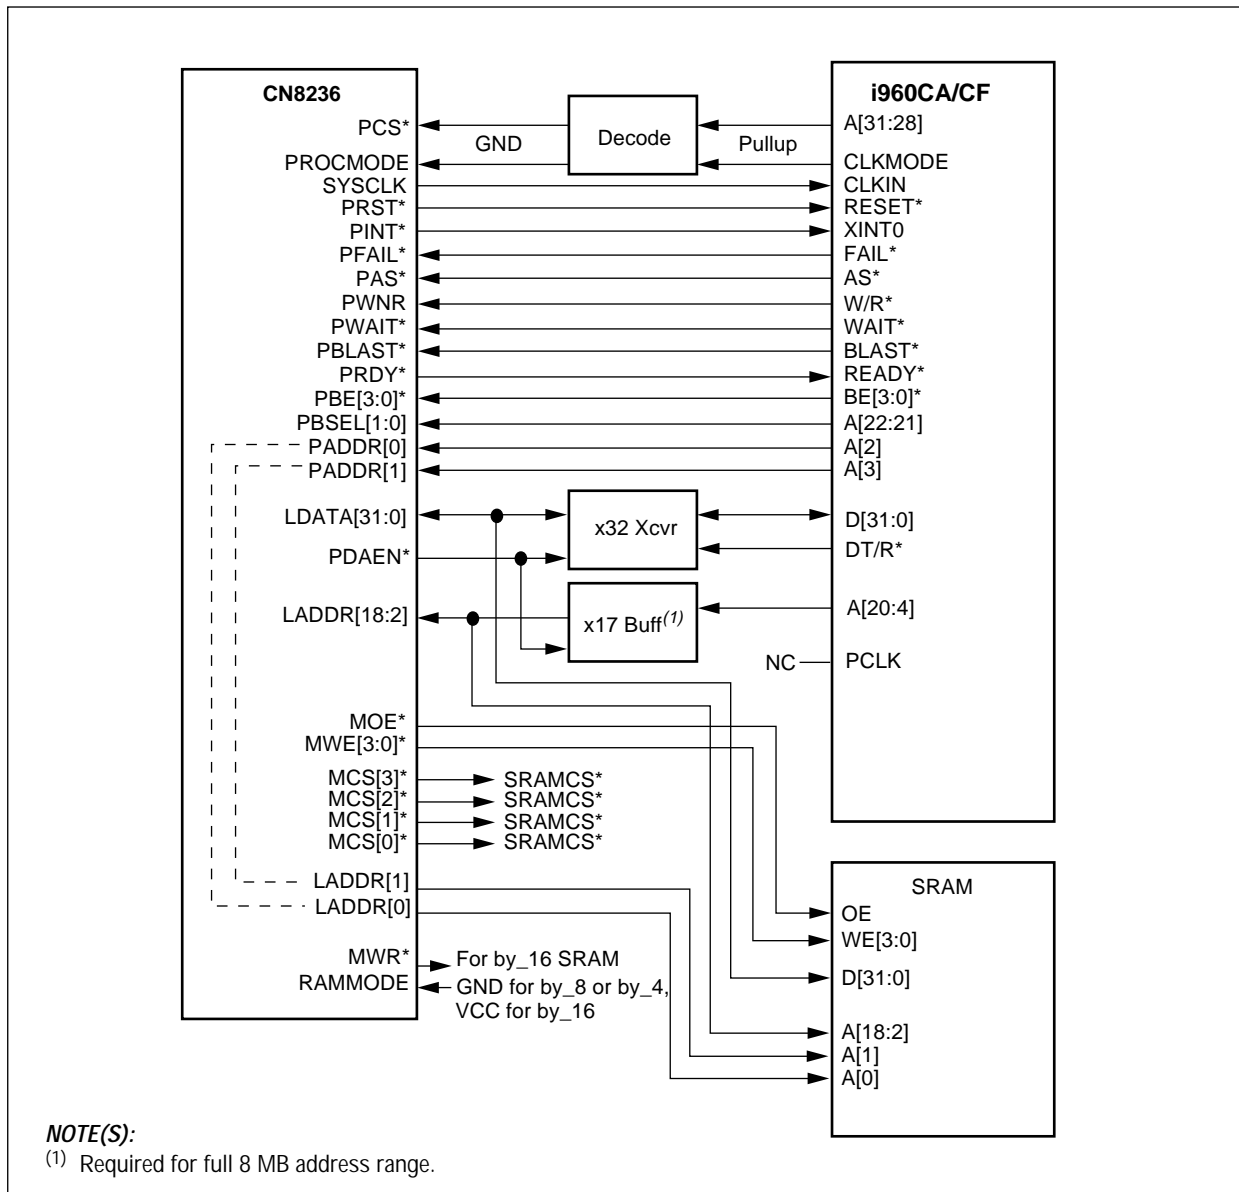 CN8236
i960CA/CF
PCS*
GND
Decode
Pullup
A[31:28]
PROCMODE
CLKMODE
SYSCLK
CLKIN
PRST*
RESET*
PINT*
XINT0
PFAIL*
FAIL*
PAS*
AS*
PWNR
W/R*
PWAIT*
WAIT*
PBLAST*
BLAST*
PRDY*
READY*
PBE[3:0]*
BE[3:0]*
PBSEL[1:0]
A[22:21]
PADDR[0]
A[2]
PADDR[1]
A[3]
LDATA[31:0]
x32 Xcvr
D[31:0]
PDAEN*
DT/R*
LADDR[18:2]
x17 Buff(1)
A[20:4]
NC
PCLK
MOE*
MWE[3:0]*
MCS[3]*
SRAMCS*
MCS[2]*
SRAMCS*
MCS[1]*
SRAMCS*
MCS[0]*
SRAMCS*
LADDR[1]
LADDR[0]
SRAM
OE
WE[3:0]
MWR*
For by_16 SRAM
RAMMODE
GND for by_8 or by_4,
VCC for by_16
D[31:0]
A[18:2]
A[1]
A[0]
NOTE(S):
(1) Required for full 8 MB address range.